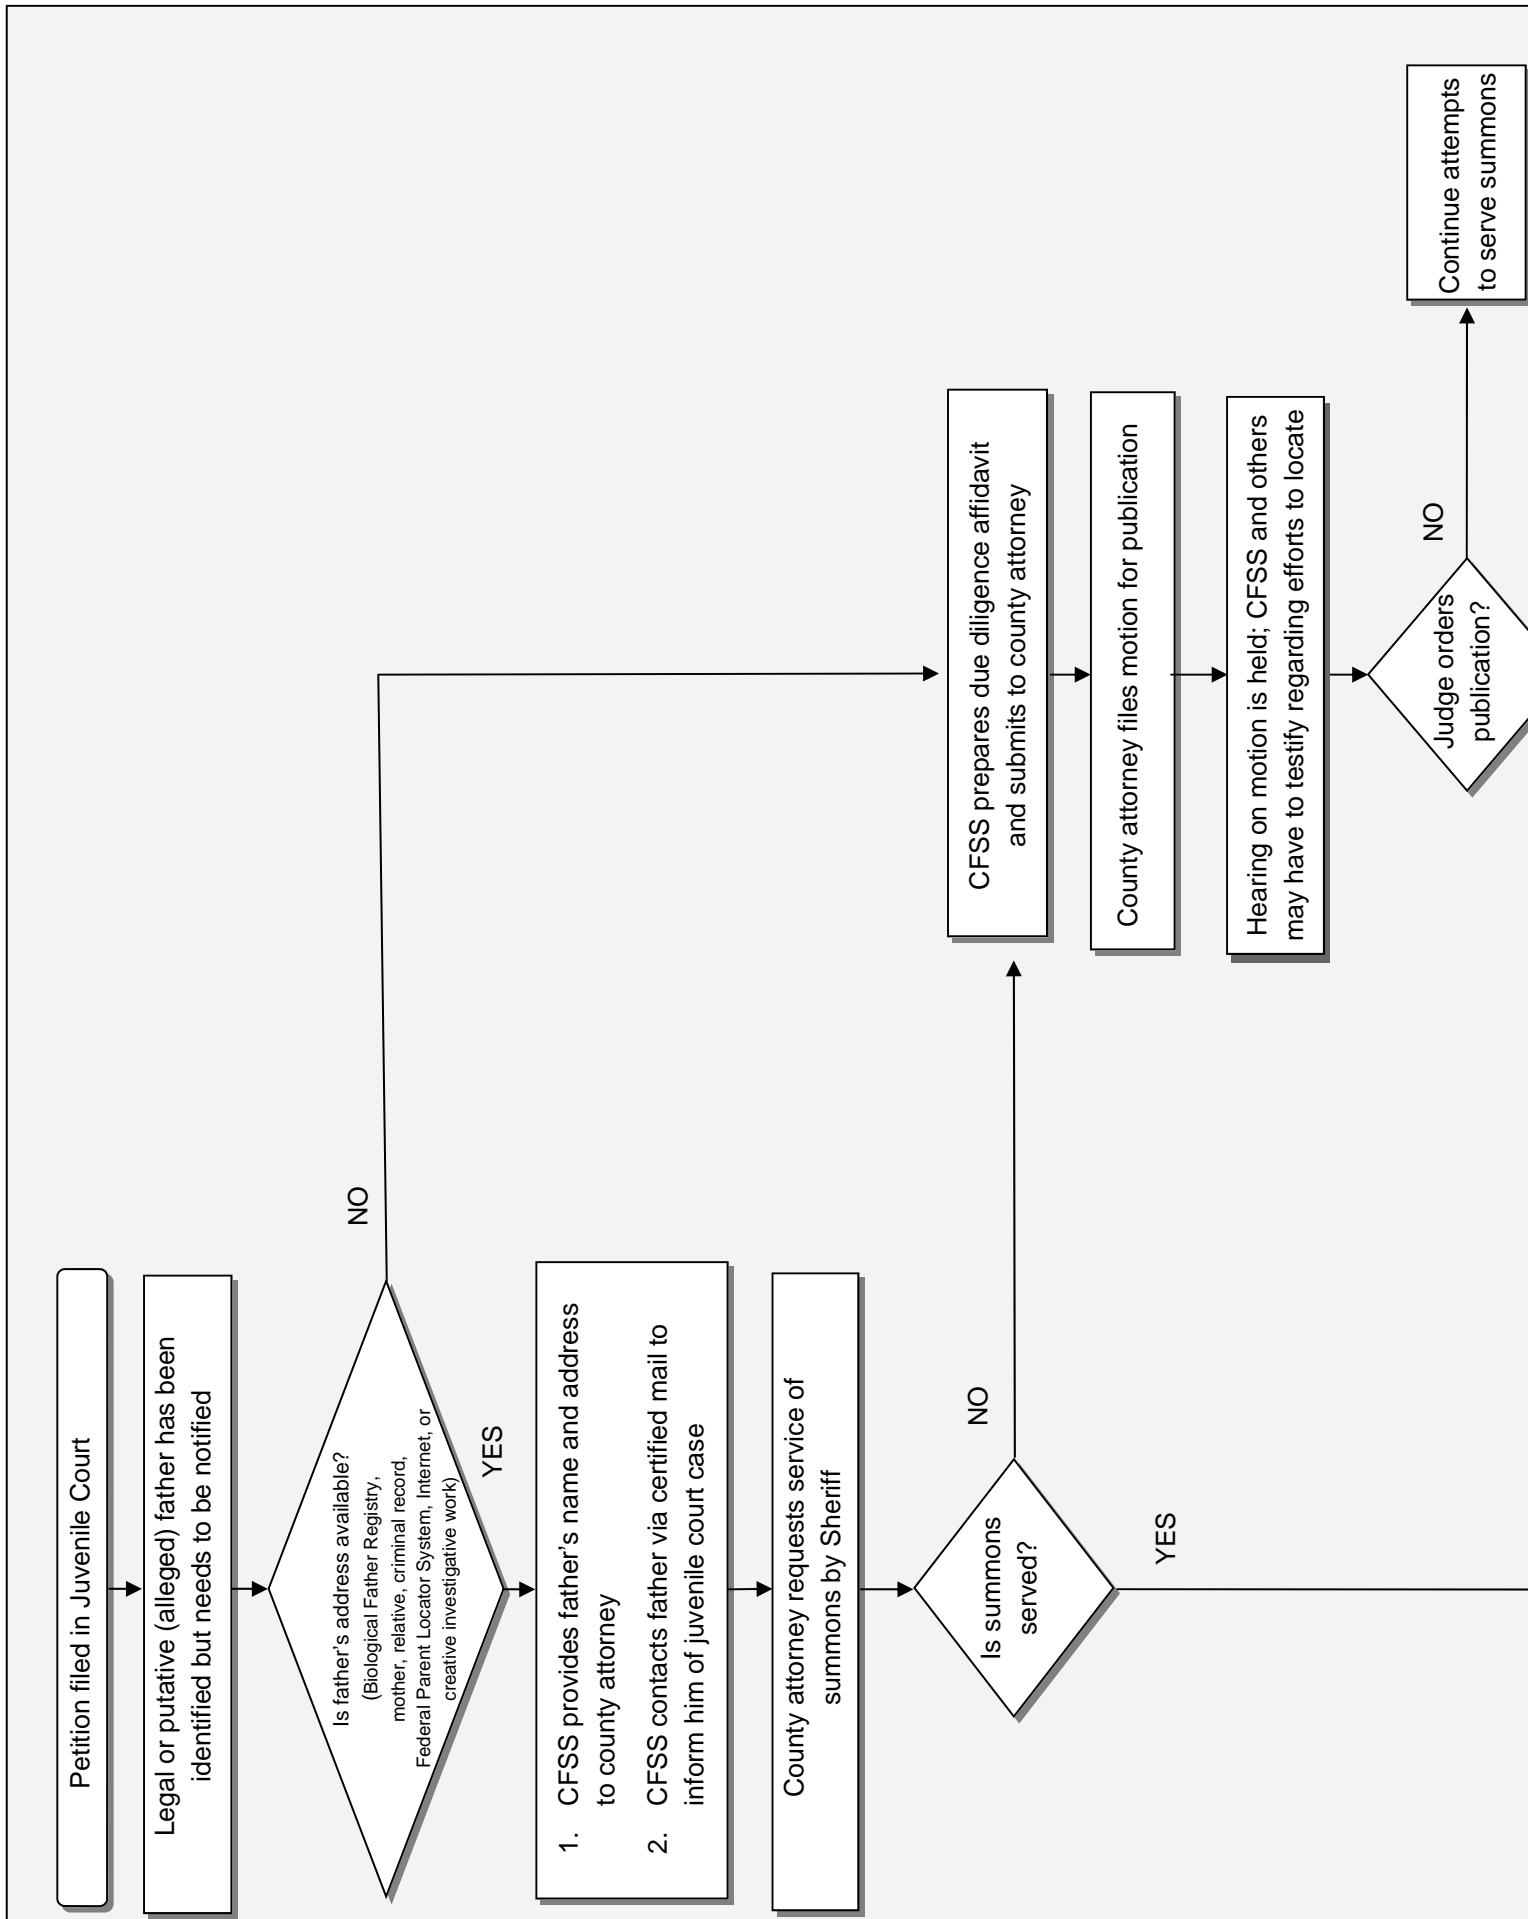 Petition filed in Juvenile Court
Legal or putative (alleged) father has been
identified but needs to be notified
Is father's address available?
(Biological Father Registry,
mother, relative, criminal record,
Federal Parent Locator System, Internet, or
creative investigative work)
NO
YES
1. CFSS provides father's name and address
to county attorney
2. CFSS contacts father via certified mail to
inform him of juvenile court case
County attorney requests service of
summons by Sheriff
Is summons
served?
NO
YES
CFSS prepares due diligence affidavit
and submits to county attorney
County attorney files motion for publication
Hearing on motion is held; CFSS and others
may have to testify regarding efforts to locate
Judge orders
publication?
NO
Continue attempts
to serve summons